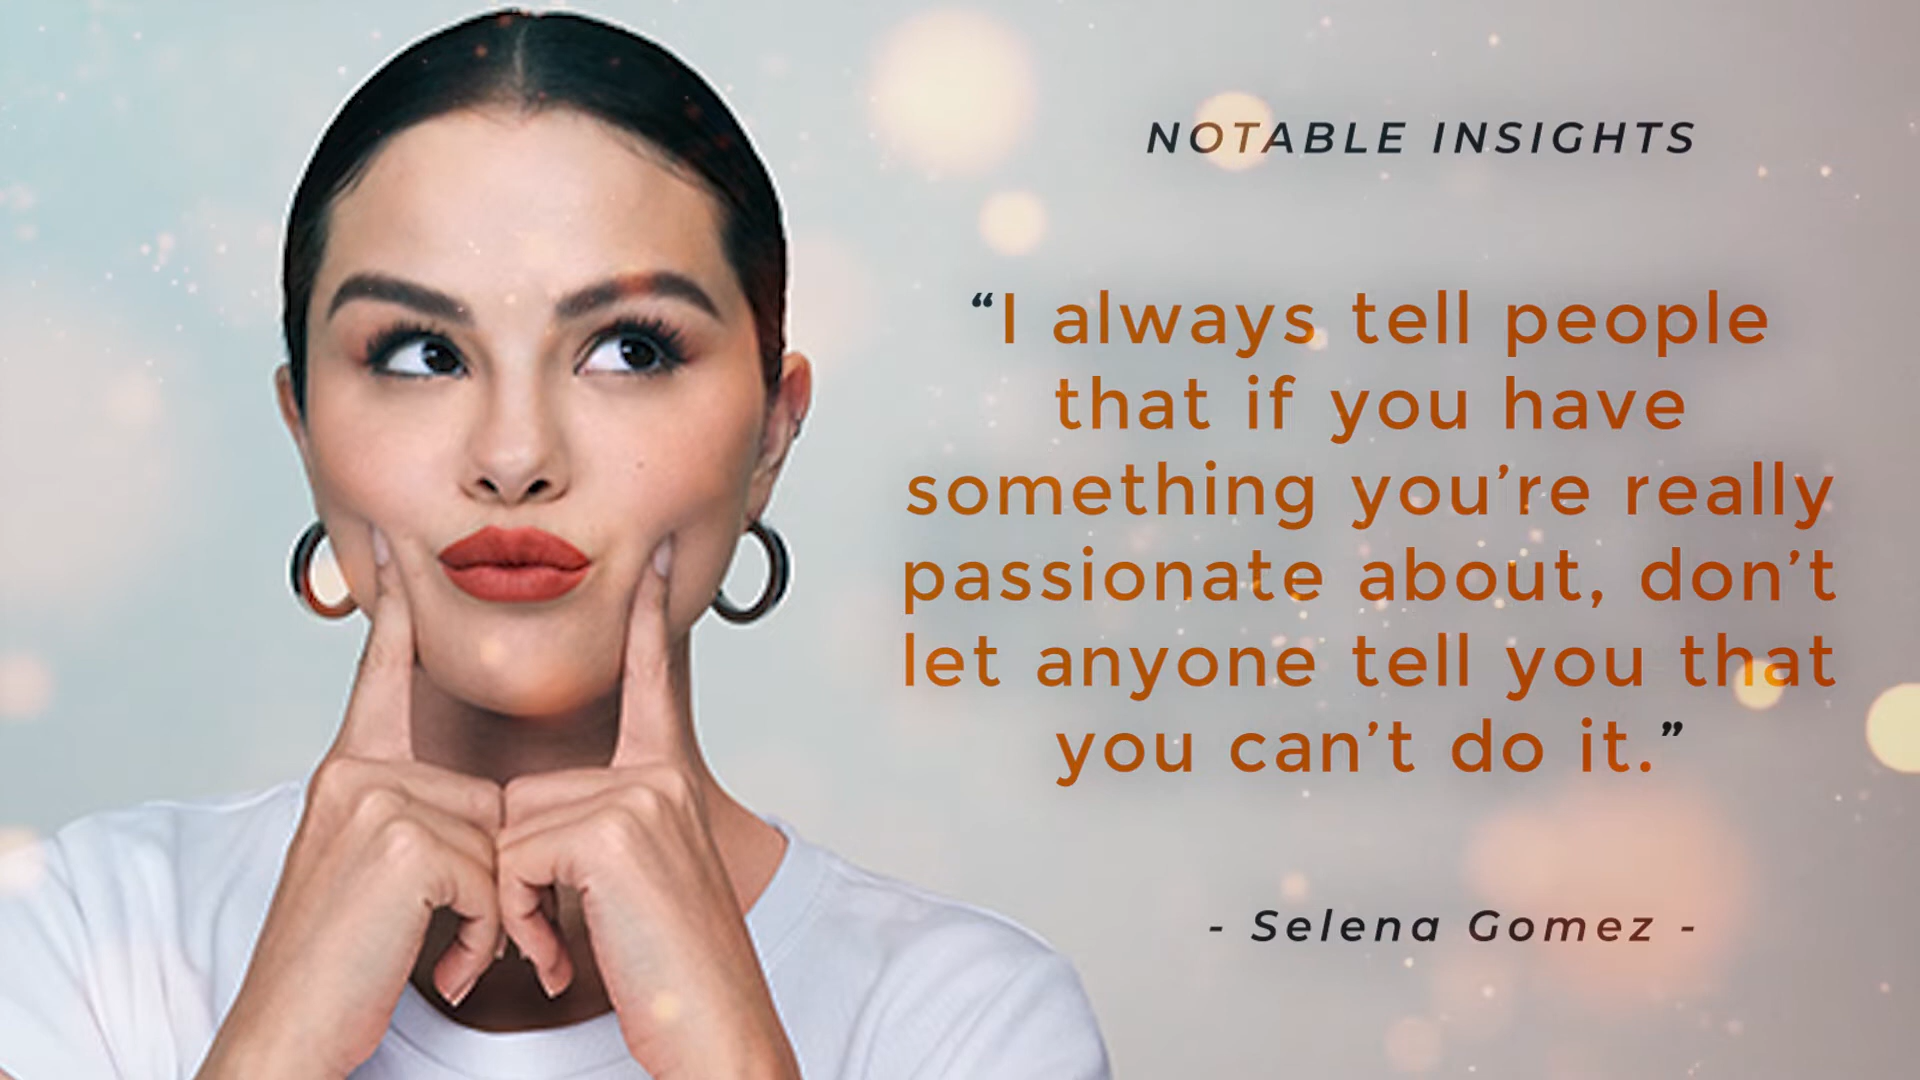 NOTABLE INSIGHTS
“I always tell people
that if you have
something you’re really
passionate about, don’t
let anyone tell you that
you can’t do it.”
- Selena Gomez -